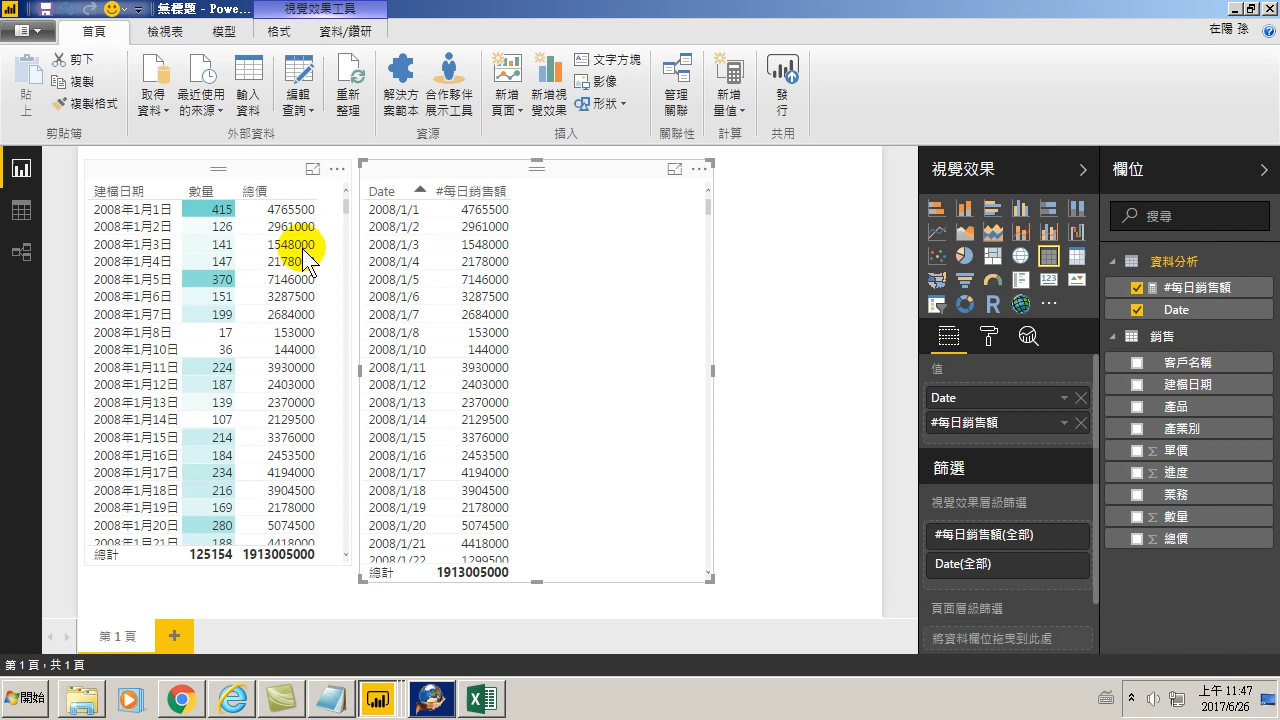 無標題 - Powe...
視覺效果工具
首頁
檢視表
模型
格式
資料/鑽研
在陽 孫
貼上
剪下
複製
複製格式
剪貼簿
取得資料
最近使用的來源
輸入資料
外部資料
編輯查詢
重新整理
解決方案範本
合作夥伴展示工具
資源
新增頁面
新增視覺效果
文字方塊
影像
形狀
插入
管理關聯
關聯性
新增量值
計算
發行
共用
建檔日期 數量 總價
2008年1月1日 415 4765500
2008年1月2日 126 2961000
2008年1月3日 141 1548000
2008年1月4日 147 2178000
2008年1月5日 370 7146000
2008年1月6日 151 3287500
2008年1月7日 199 2684000
2008年1月8日 17 153000
2008年1月10日 36 144000
2008年1月11日 224 3930000
2008年1月12日 187 2403000
2008年1月13日 139 2370000
2008年1月14日 107 2129500
2008年1月15日 214 3376000
2008年1月16日 184 2453500
2008年1月17日 234 4194000
2008年1月18日 216 3904500
2008年1月19日 169 2178000
2008年1月20日 280 5074500
2008年1月21日 188 4418000
總計 125154 1913005000
Date #每日銷售額
2008/1/1 4765500
2008/1/2 2961000
2008/1/3 1548000
2008/1/4 2178000
2008/1/5 7146000
2008/1/6 3287500
2008/1/7 2684000
2008/1/8 153000
2008/1/10 144000
2008/1/11 3930000
2008/1/12 2403000
2008/1/13 2370000
2008/1/14 2129500
2008/1/15 3376000
2008/1/16 2453500
2008/1/17 4194000
2008/1/18 3904500
2008/1/19 2178000
2008/1/20 5074500
2008/1/21 4418000
2008/1/22 1299500
總計 1913005000
視覺效果
R
123
值
Date
#每日銷售額
篩選
視覺效果層級篩選
#每日銷售額(全部)
Date(全部)
頁面層級篩選
將資料欄位拖曳到此處
欄位
搜尋
資料分析
#每日銷售額
Date
銷售
客戶名稱
建檔日期
產品
產業別
Σ 單價
Σ 進度
業務
Σ 數量
Σ 總價
第 1 頁
第 1 頁，共 1 頁
開始
上午 11:47
2017/6/26